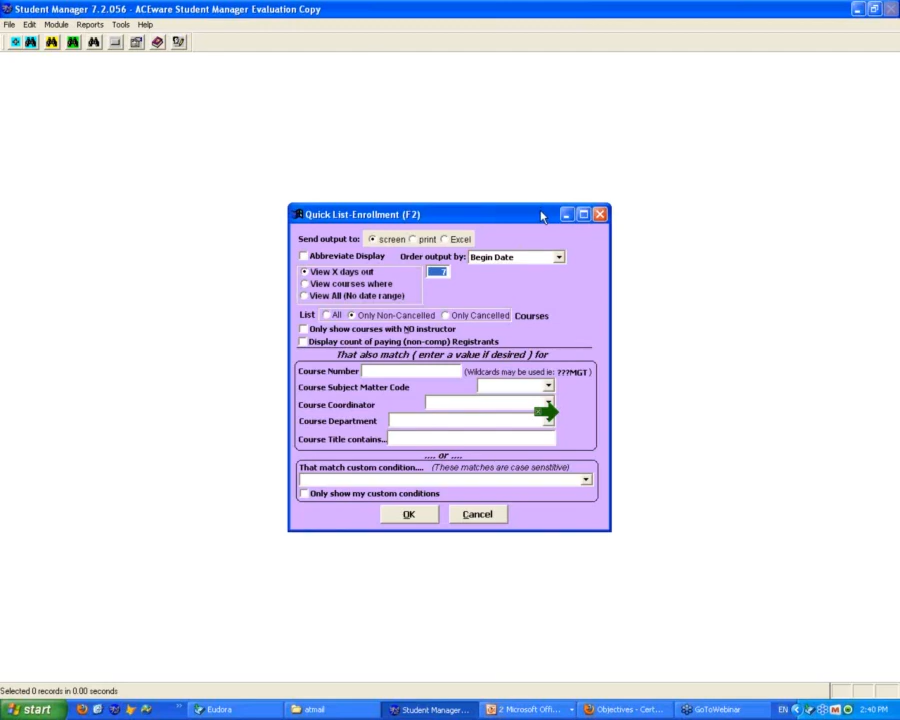 Student Manager 7.2.056 - ACEware Student Manager Evaluation Copy
File Edit Module Reports Tools Help
Quick List-Enrollment (F2)
Send output to: screen print Excel
Abbreviate Display Order output by: Begin Date
View X days out 7
View courses where
View All (No date range)
List All Only Non-Cancelled Only Cancelled Courses
Only show courses with NO instructor
Display count of paying (non-comp) Registrants
That also match ( enter a value if desired ) for
Course Number (Wildcards may be used ie: ???MGT )
Course Subject Matter Code
Course Coordinator
Course Department
Course Title contains...
.... or ....
That match custom condition.... (These matches are case sensitive)
Only show my custom conditions
OK Cancel
Selected 0 records in 0.00 seconds
start Eudora atmail Student Manager... 2 Microsoft Offi... Objectives - Cert... GoToWebinar EN 2:40 PM